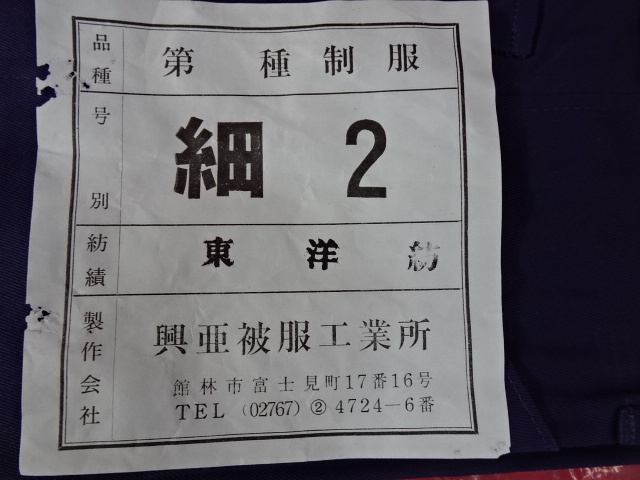 品種 第 種制服
号別 細 2
紡績 東洋紡
製作会社 興亜被服工業所
館林市富士見町17番16号
TEL (02767) ② 4724-6番